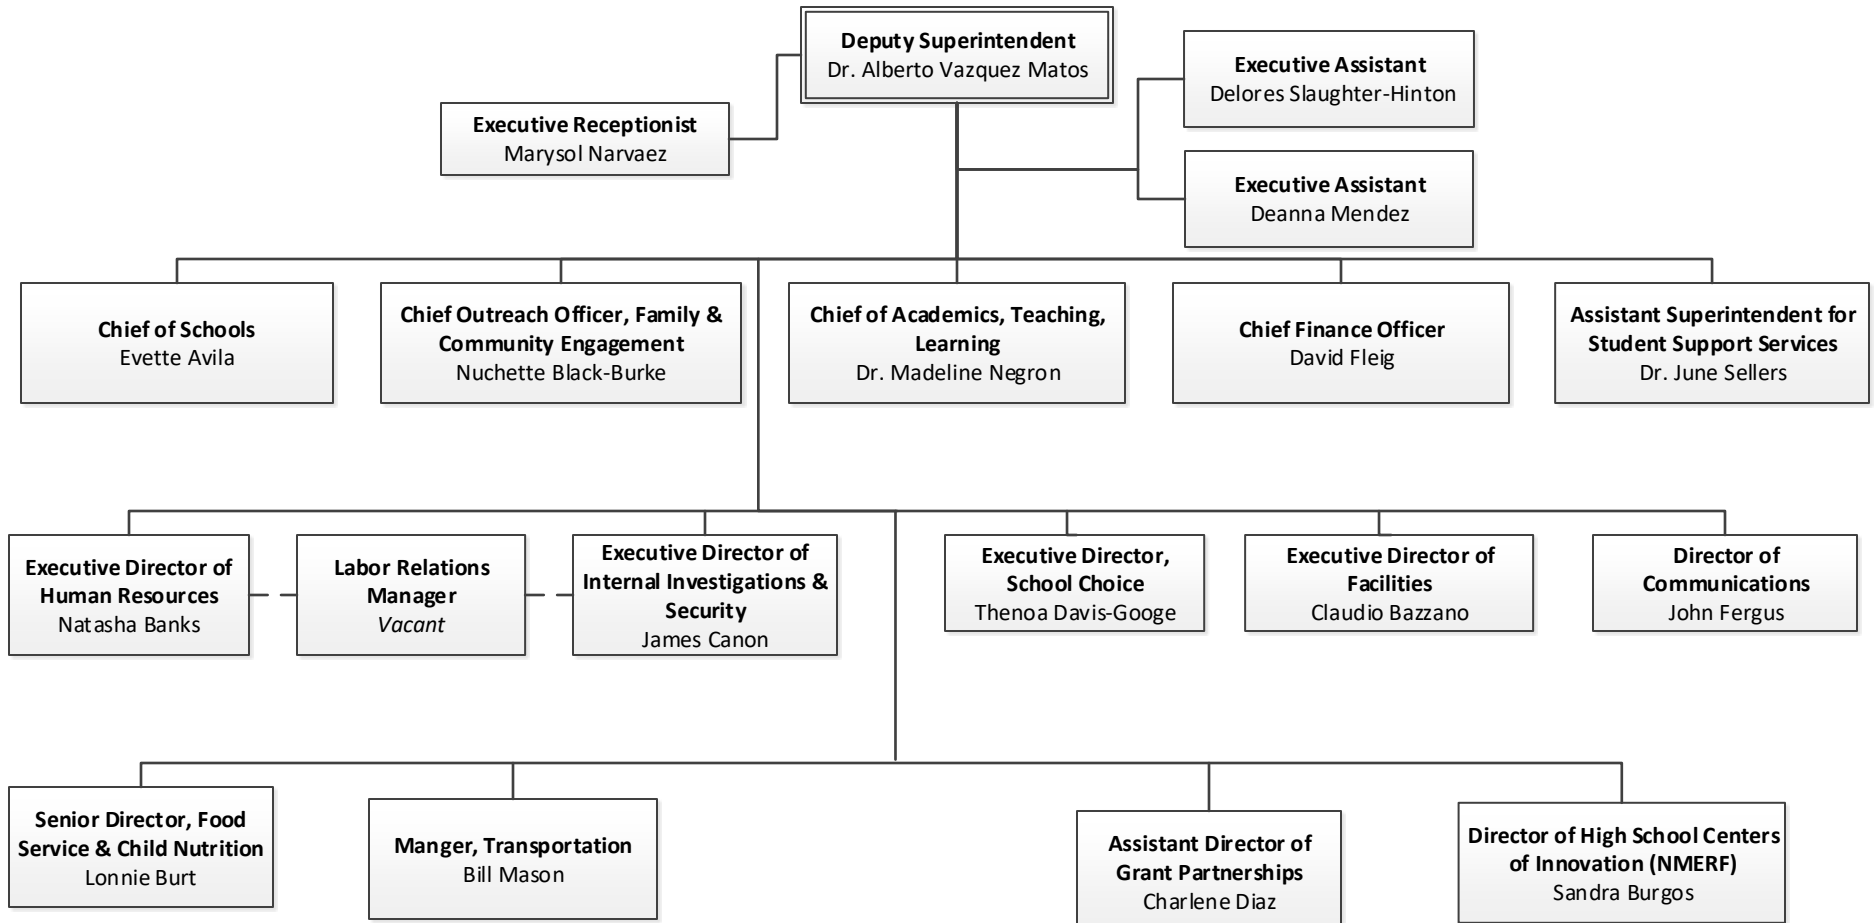 Deputy Superintendent
Dr. Alberto Vazquez Matos
Executive Assistant
Delores Slaughter-Hinton
Executive Receptionist
Marysol Narvaez
Executive Assistant
Deanna Mendez
Chief of Schools
Evette Avila
Chief Outreach Officer, Family &
Community Engagement
Nuchette Black-Burke
Chief of Academics, Teaching,
Learning
Dr. Madeline Negron
Chief Finance Officer
David Fleig
Assistant Superintendent for
Student Support Services
Dr. June Sellers
Executive Director of
Human Resources
Natasha Banks
Labor Relations
Manager
Vacant
Executive Director of
Internal Investigations &
Security
James Canon
Executive Director,
School Choice
Thenoa Davis-Googe
Executive Director of
Facilities
Claudio Bazzano
Director of
Communications
John Fergus
Senior Director, Food
Service & Child Nutrition
Lonnie Burt
Manger, Transportation
Bill Mason
Assistant Director of
Grant Partnerships
Charlene Diaz
Director of High School Centers
of Innovation (NMERF)
Sandra Burgos